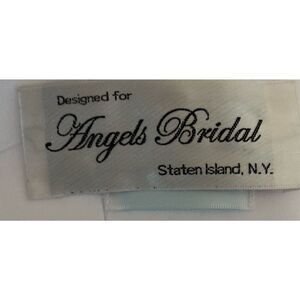 Designed for
Angels Bridal
Staten Island, N.Y.